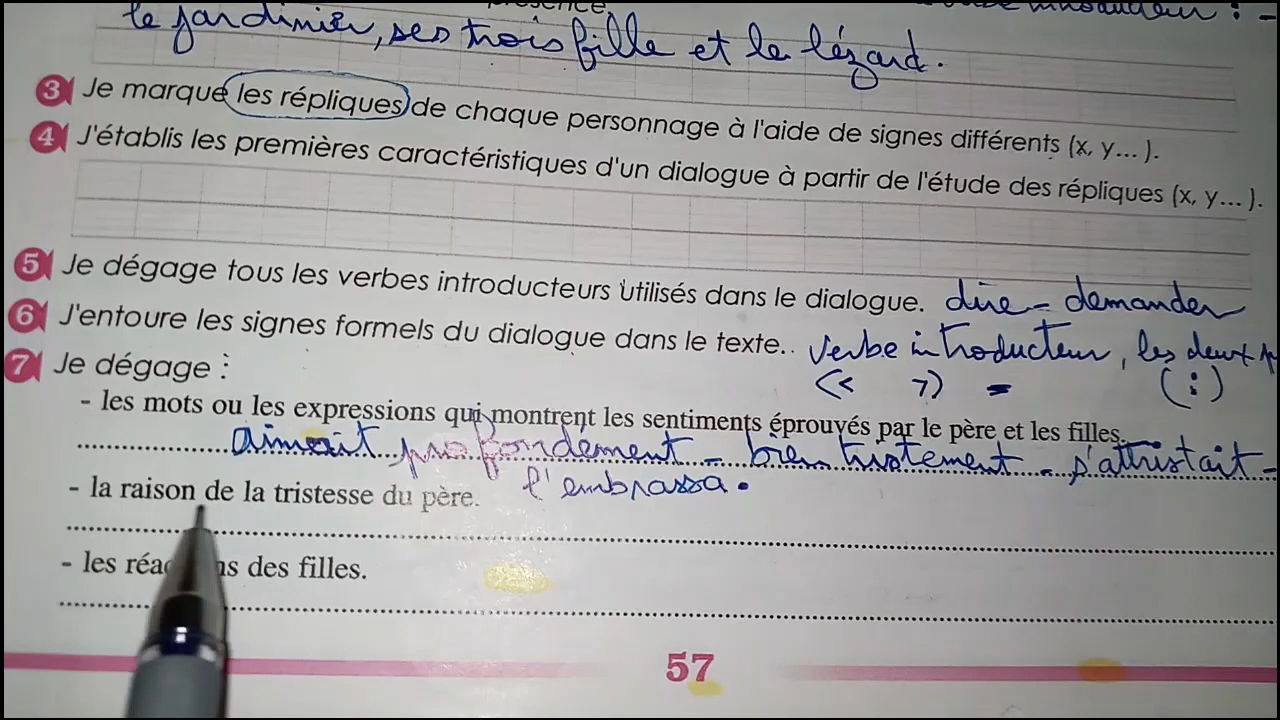 le jardinier, ses trois fille et le lézard.
3 Je marque les répliques de chaque personnage à l'aide de signes différents (x, y... ).
4 J'établis les premières caractéristiques d'un dialogue à partir de l'étude des répliques (x, y... ).
5 Je dégage tous les verbes introducteurs utilisés dans le dialogue. dire - demander
6 J'entoure les signes formels du dialogue dans le texte.. verbe introducteur, les deux
<< >> = (:)
7 Je dégage :
- les mots ou les expressions qui montrent les sentiments éprouvés par le père et les filles.
aimait profondement - bien tristement - s'attristait -
l'embrassa.
- la raison de la tristesse du père.
- les des filles.
57